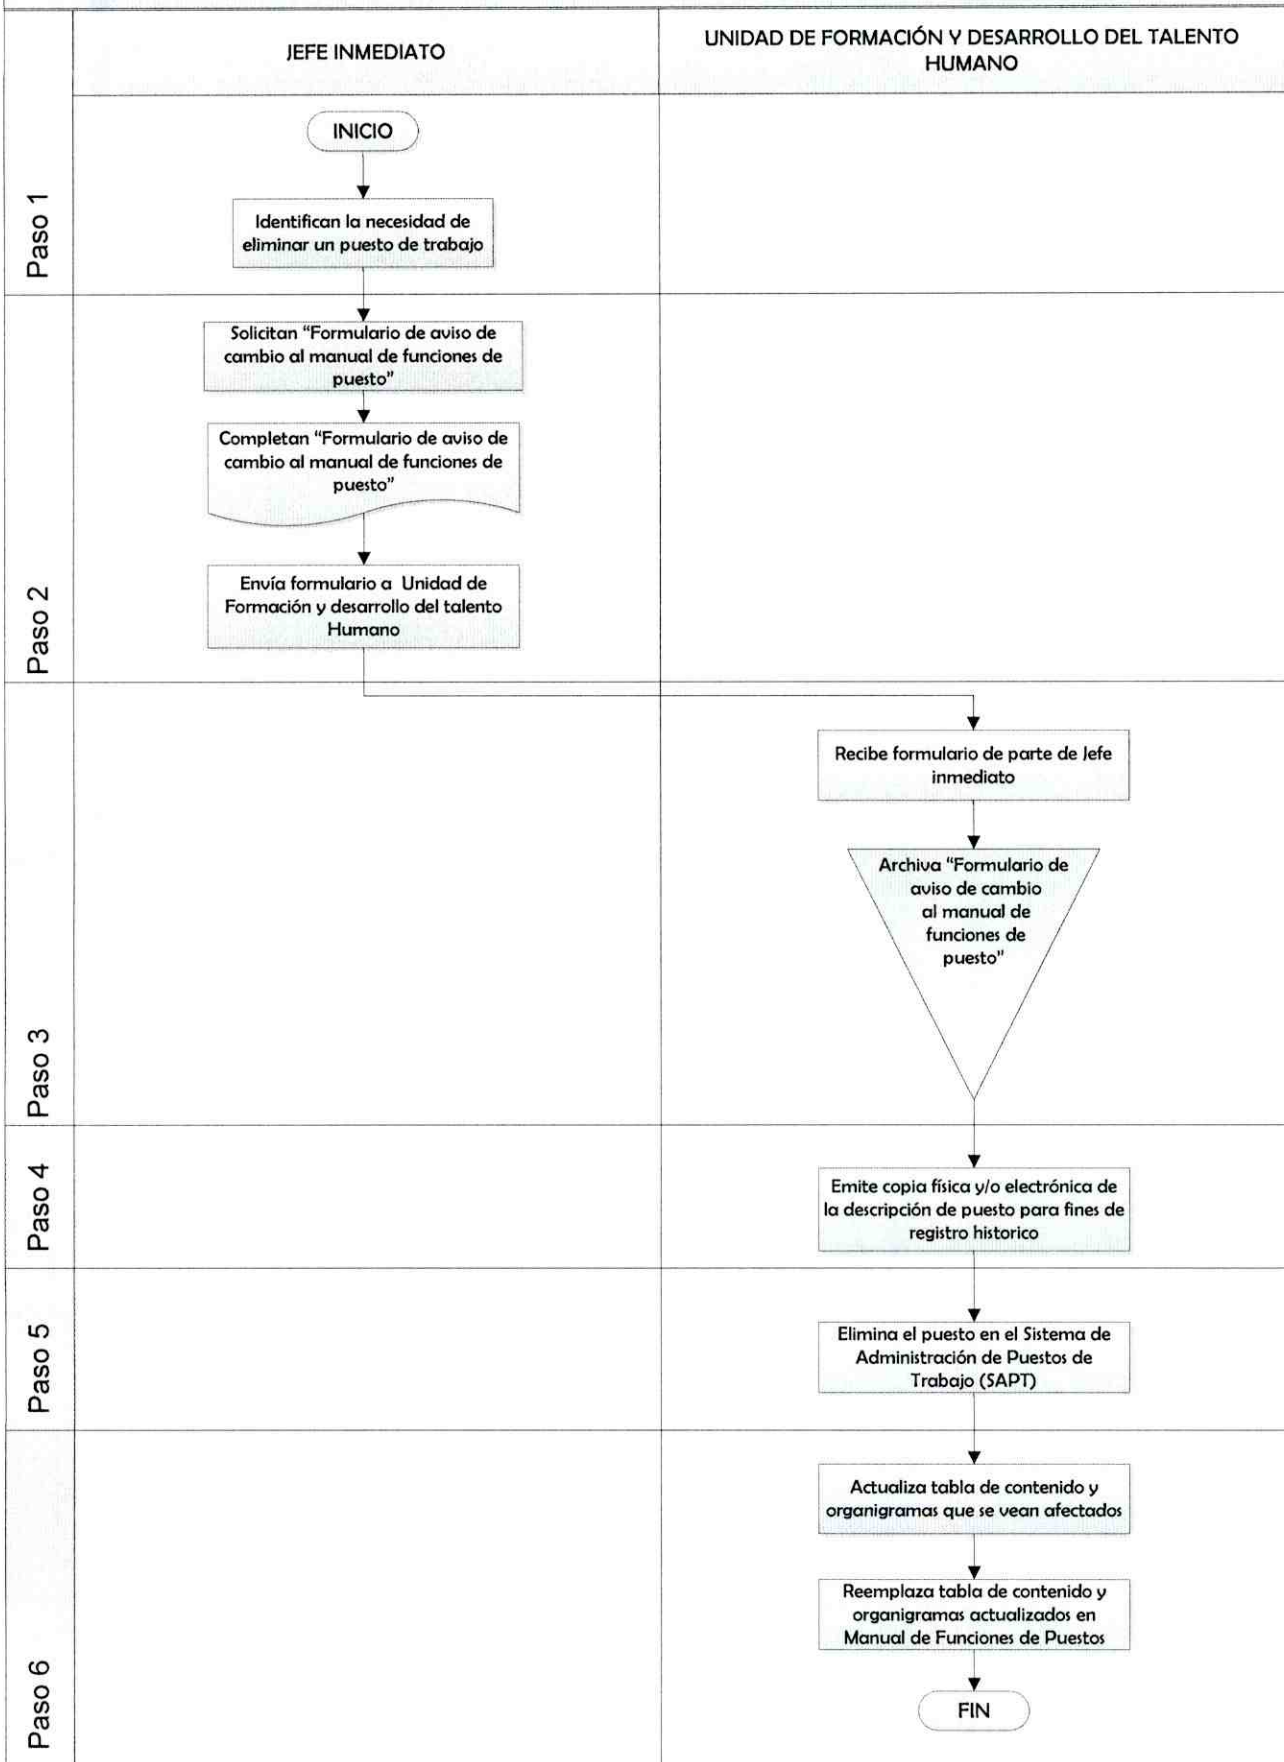 JEFE INMEDIATO
UNIDAD DE FORMACIÓN Y DESARROLLO DEL TALENTO
HUMANO
Paso 1
INICIO
Identifican la necesidad de
eliminar un puesto de trabajo
Paso 2
Solicitan “Formulario de aviso de
cambio al manual de funciones de
puesto”
Completan “Formulario de aviso de
cambio al manual de funciones de
puesto”
Envía formulario a Unidad de
Formación y desarrollo del talento
Humano
Paso 3
Recibe formulario de parte de Jefe
inmediato
Archiva “Formulario de
aviso de cambio
al manual de
funciones de
puesto”
Paso 4
Emite copia física y/o electrónica de
la descripción de puesto para fines de
registro historico
Paso 5
Elimina el puesto en el Sistema de
Administración de Puestos de
Trabajo (SAPT)
Paso 6
Actualiza tabla de contenido y
organigramas que se vean afectados
Reemplaza tabla de contenido y
organigramas actualizados en
Manual de Funciones de Puestos
FIN